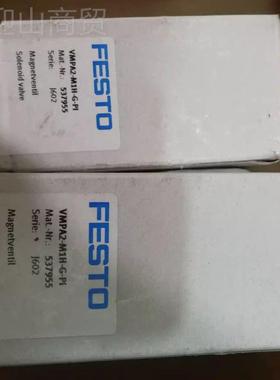 迎山商贸
FESTO
VMPA2-M1H-G-PI
Mat.-Nr.: 537955
Serie: J602
Magnetventil
Solenoid valve
FESTO
VMPA2-M1H-G-PI
Mat.-Nr.: 537955
Serie: J602
Magnetventil